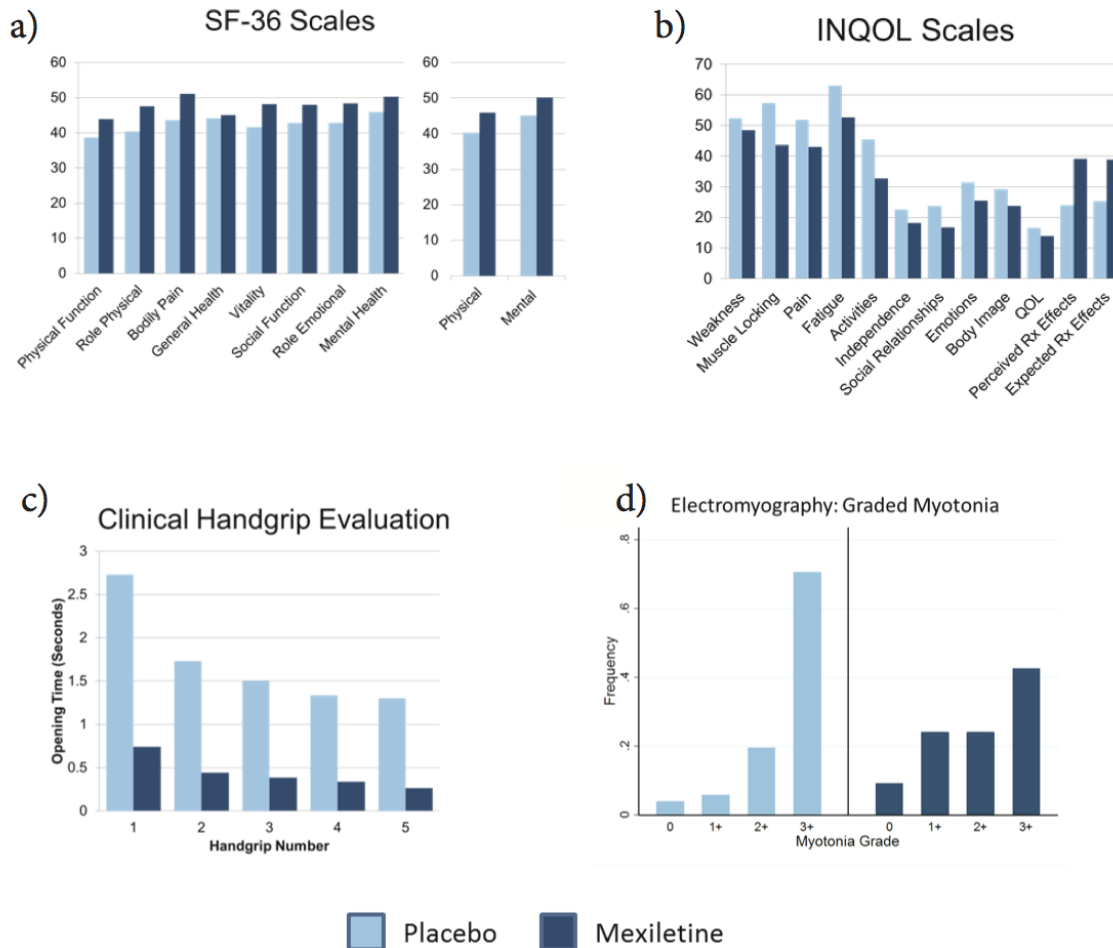 a)
SF-36 Scales
60
50
40
30
20
10
0
Physical Function
Role Physical
Bodily Pain
General Health
Vitality
Social Function
Role Emotional
Mental Health
60
50
40
30
20
10
0
Physical
Mental
b)
INQOL Scales
70
60
50
40
30
20
10
0
Weakness
Muscle Locking
Pain
Fatigue
Activities
Independence
Social Relationships
Emotions
Body Image
QOL
Perceived Rx Effects
Expected Rx Effects
c)
Clinical Handgrip Evaluation
Opening Time (Seconds)
3
2.5
2
1.5
1
0.5
0
1 2 3 4 5
Handgrip Number
d)
Electromyography: Graded Myotonia
Frequency
.8
.6
.4
.2
0
0 1+ 2+ 3+ 0 1+ 2+ 3+
Myotonia Grade
Placebo Mexiletine